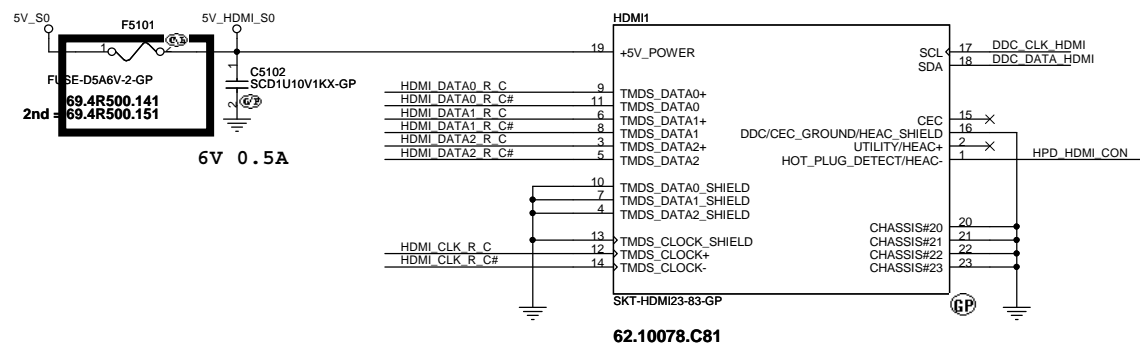 5V_S0
F5101
5V_HDMI_S0
1
2
FUSE-D5A6V-2-GP
69.4R500.141
2nd = 69.4R500.151
6V 0.5A
1
C5102
SCD1U10V1KX-GP
2
HDMI1
19 +5V_POWER
HDMI_DATA0_R_C 9 TMDS_DATA0+
HDMI_DATA0_R_C# 11 TMDS_DATA0
HDMI_DATA1_R_C 6 TMDS_DATA1+
HDMI_DATA1_R_C# 8 TMDS_DATA1
HDMI_DATA2_R_C 3 TMDS_DATA2+
HDMI_DATA2_R_C# 5 TMDS_DATA2
10 TMDS_DATA0_SHIELD
7 TMDS_DATA1_SHIELD
4 TMDS_DATA2_SHIELD
13 TMDS_CLOCK_SHIELD
HDMI_CLK_R_C 12 TMDS_CLOCK+
HDMI_CLK_R_C# 14 TMDS_CLOCK-
SCL 17 DDC_CLK_HDMI
SDA 18 DDC_DATA_HDMI
CEC 15
DDC/CEC_GROUND/HEAC_SHIELD 16
UTILITY/HEAC+ 2
HOT_PLUG_DETECT/HEAC- 1 HPD_HDMI_CON
CHASSIS#20 20
CHASSIS#21 21
CHASSIS#22 22
CHASSIS#23 23
SKT-HDMI23-83-GP
GP
62.10078.C81